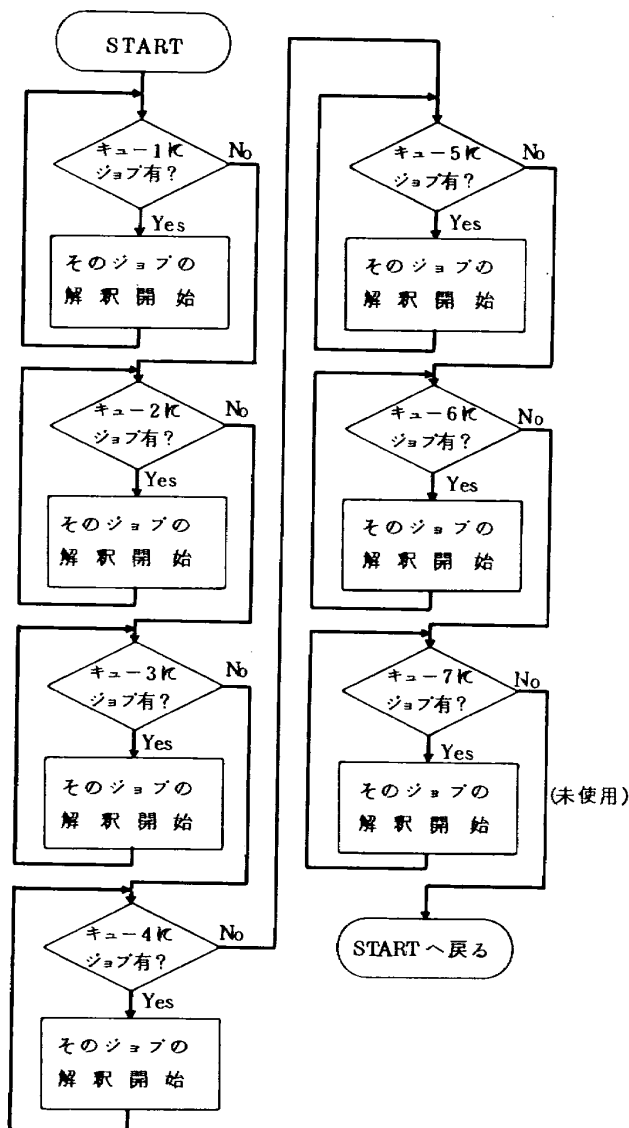 START
キュー1に
ジョブ有?
No
Yes
そのジョブの
解釈開始
キュー2に
ジョブ有?
No
Yes
そのジョブの
解釈開始
キュー3に
ジョブ有?
No
Yes
そのジョブの
解釈開始
キュー4に
ジョブ有?
No
Yes
そのジョブの
解釈開始
キュー5に
ジョブ有?
No
Yes
そのジョブの
解釈開始
キュー6に
ジョブ有?
No
Yes
そのジョブの
解釈開始
キュー7に
ジョブ有?
No
Yes
そのジョブの
解釈開始
(未使用)
STARTへ戻る